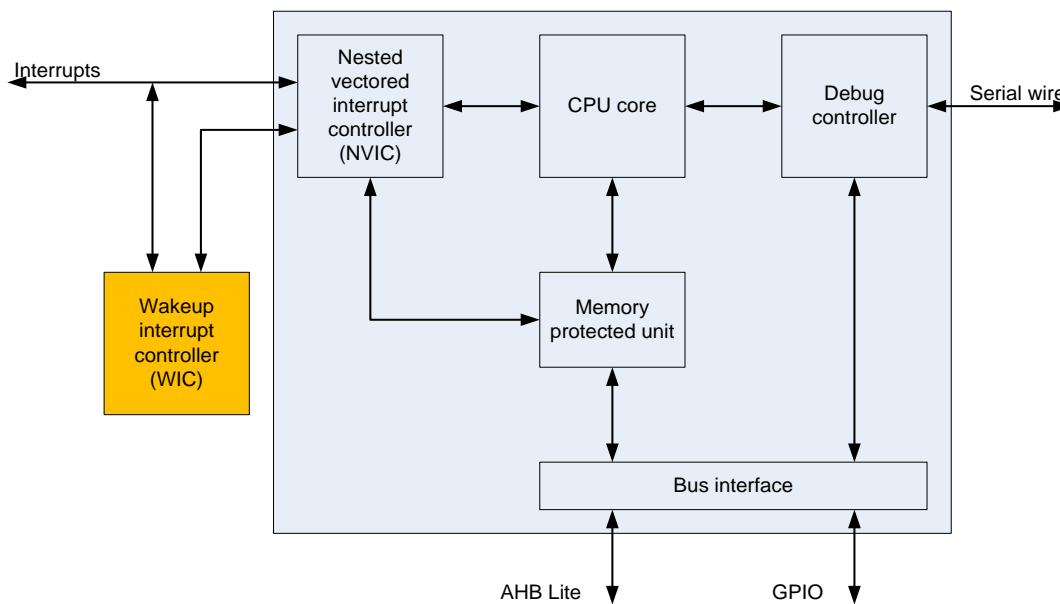 Interrupts
Nested
vectored
interrupt
controller
(NVIC)
CPU core
Debug
controller
Serial wire
Wakeup
interrupt
controller
(WIC)
Memory
protected unit
Bus interface
AHB Lite
GPIO